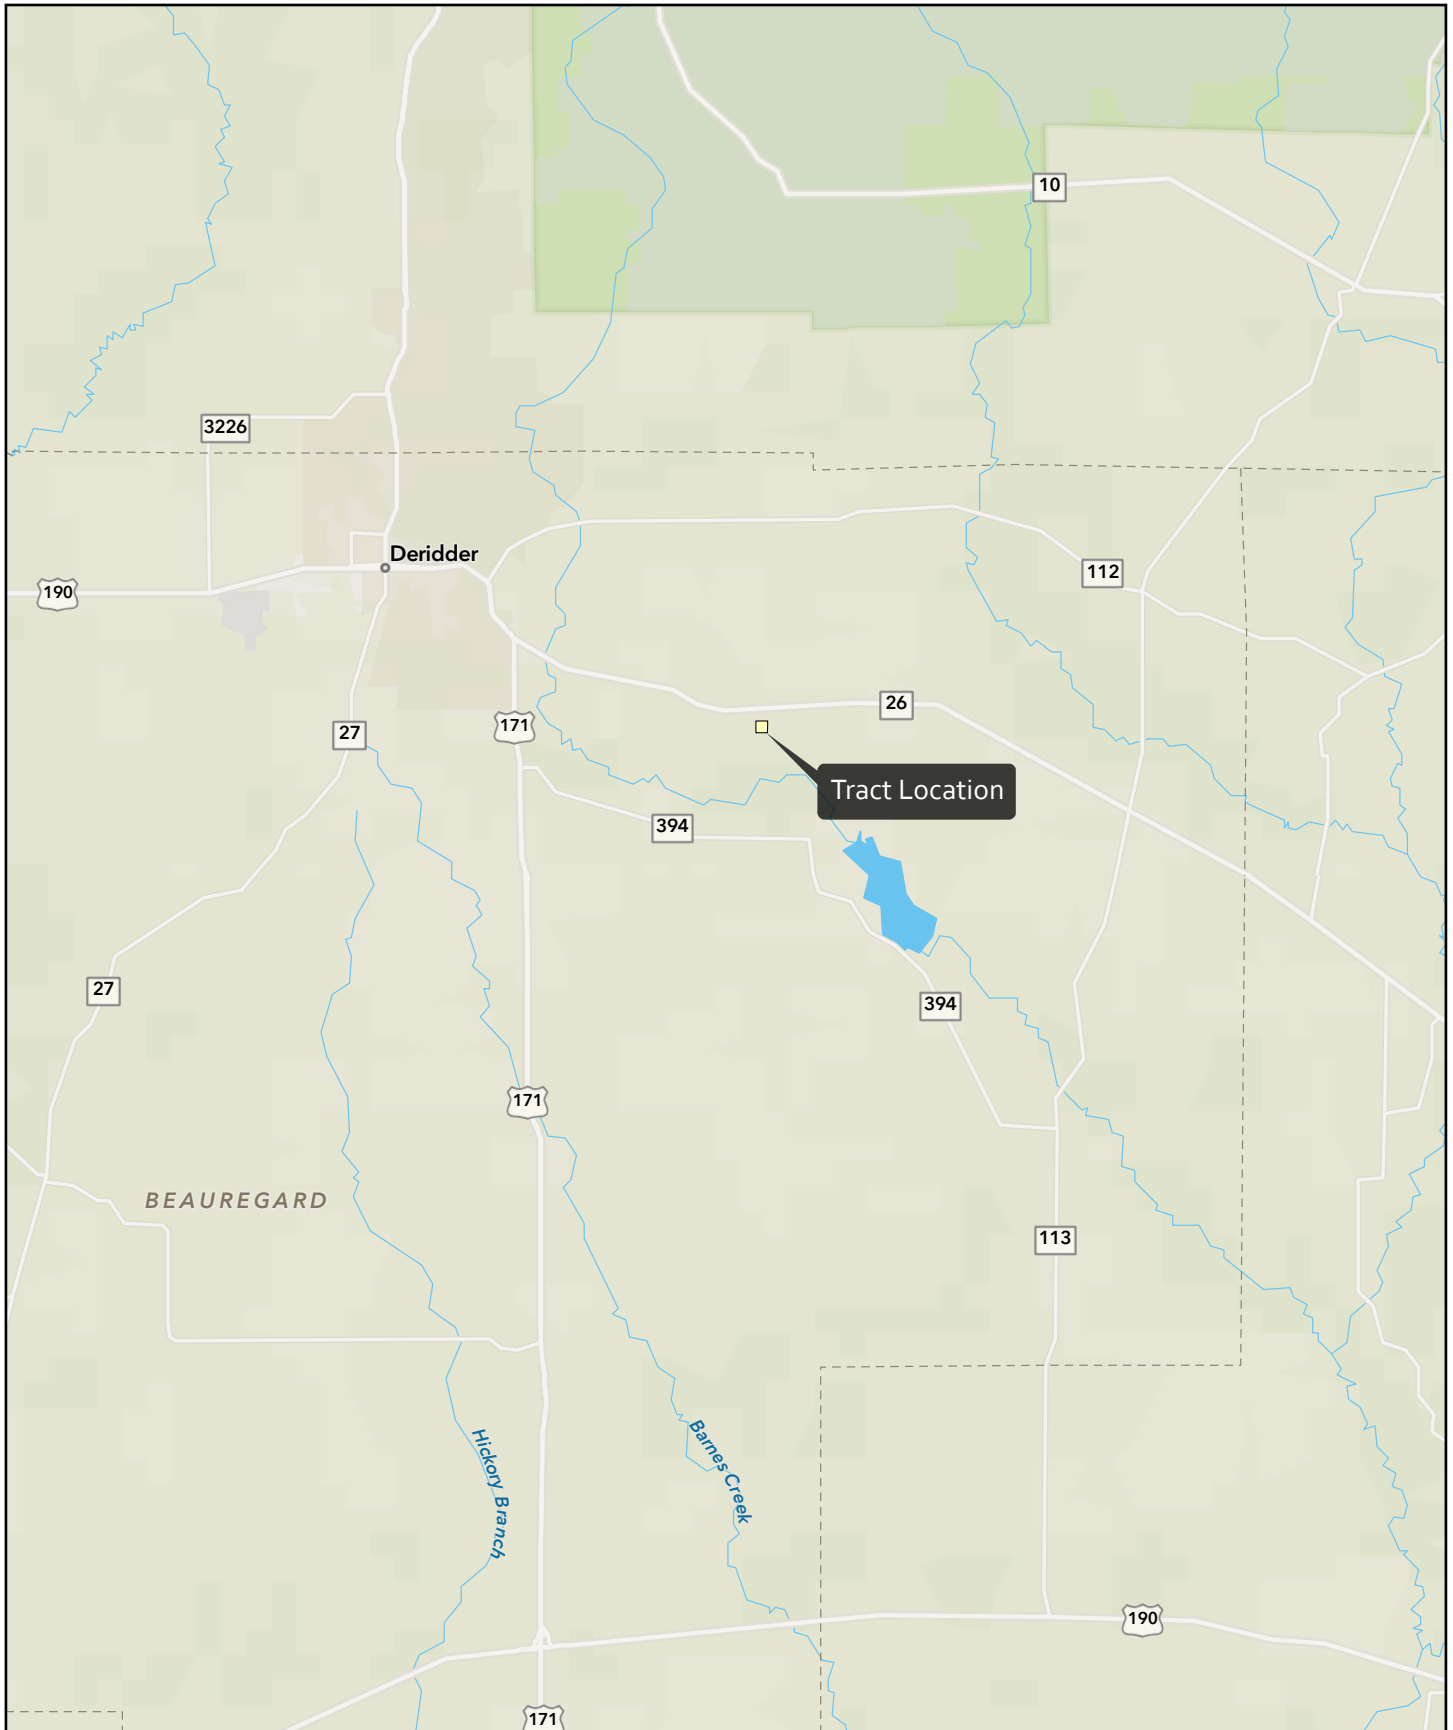 10
3226
Deridder
112
190
26
27
171
Tract Location
394
27
394
171
BEAUREGARD
113
Hickory Branch
Barnes Creek
190
171